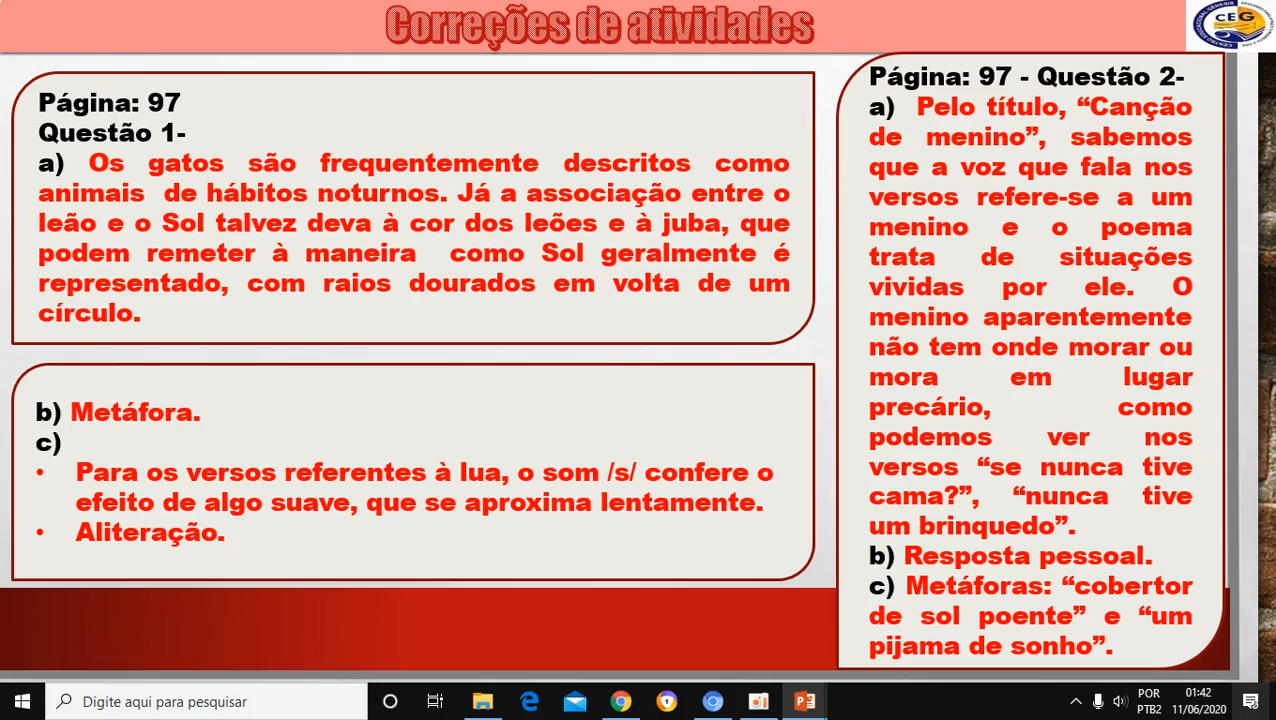 Correções de atividades
CEG
Página: 97
Questão 1-
a) Os gatos são frequentemente descritos como
animais de hábitos noturnos. Já a associação entre o
leão e o Sol talvez deva à cor dos leões e à juba, que
podem remeter à maneira como Sol geralmente é
representado, com raios dourados em volta de um
círculo.
b) Metáfora.
c)
• Para os versos referentes à lua, o som /s/ confere o
efeito de algo suave, que se aproxima lentamente.
• Aliteração.
Página: 97 - Questão 2-
a) Pelo título, “Canção
de menino”, sabemos
que a voz que fala nos
versos refere-se a um
menino e o poema
trata de situações
vividas por ele. O
menino aparentemente
não tem onde morar ou
mora em lugar
precário, como
podemos ver nos
versos “se nunca tive
cama?”, “nunca tive
um brinquedo”.
b) Resposta pessoal.
c) Metáforas: “cobertor
de sol poente” e “um
pijama de sonho”.
Digite aqui para pesquisar
POR
PTB2
01:42
11/06/2020